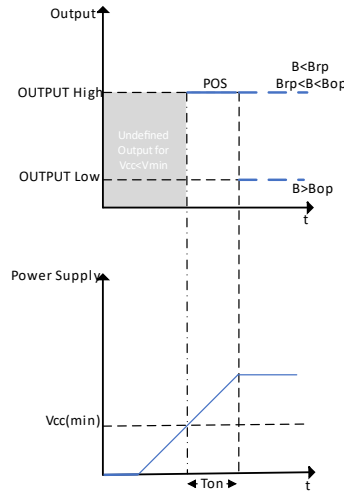 Output
B<Brp
POS
Brp<B<Bop
OUTPUT High
Undefined
Output for
Vcc<Vmin
OUTPUT Low
B>Bop
t
Power Supply
Vcc(min)
t
Ton